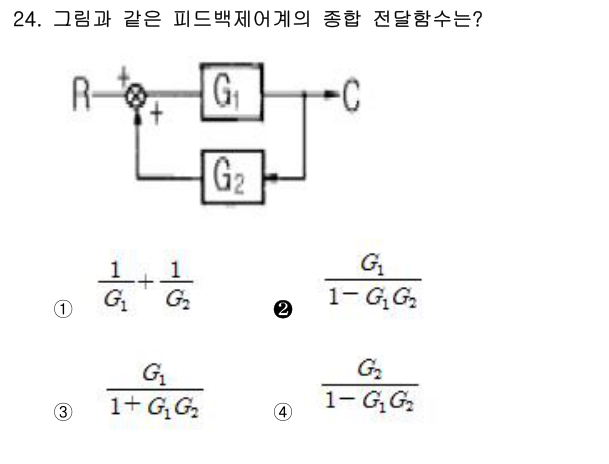 24. 그림과 같은 피드백제어계의 종합 전달함수는?
R + + G₁ C
G₂
① 1/G₁ + 1/G₂ ❷ G₁/(1 - G₁G₂)
③ G₁/(1 + G₁G₂) ④ G₂/(1 - G₁G₂)